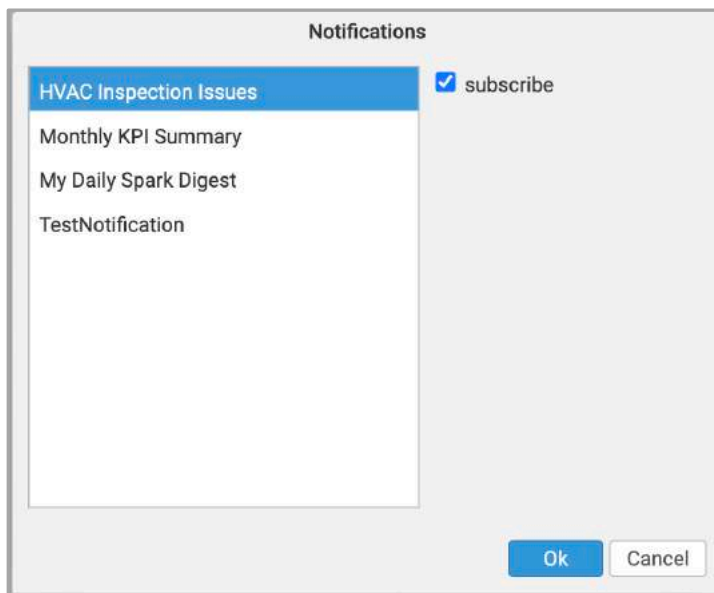 Notifications
HVAC Inspection Issues
subscribe
Monthly KPI Summary
My Daily Spark Digest
TestNotification
Ok
Cancel